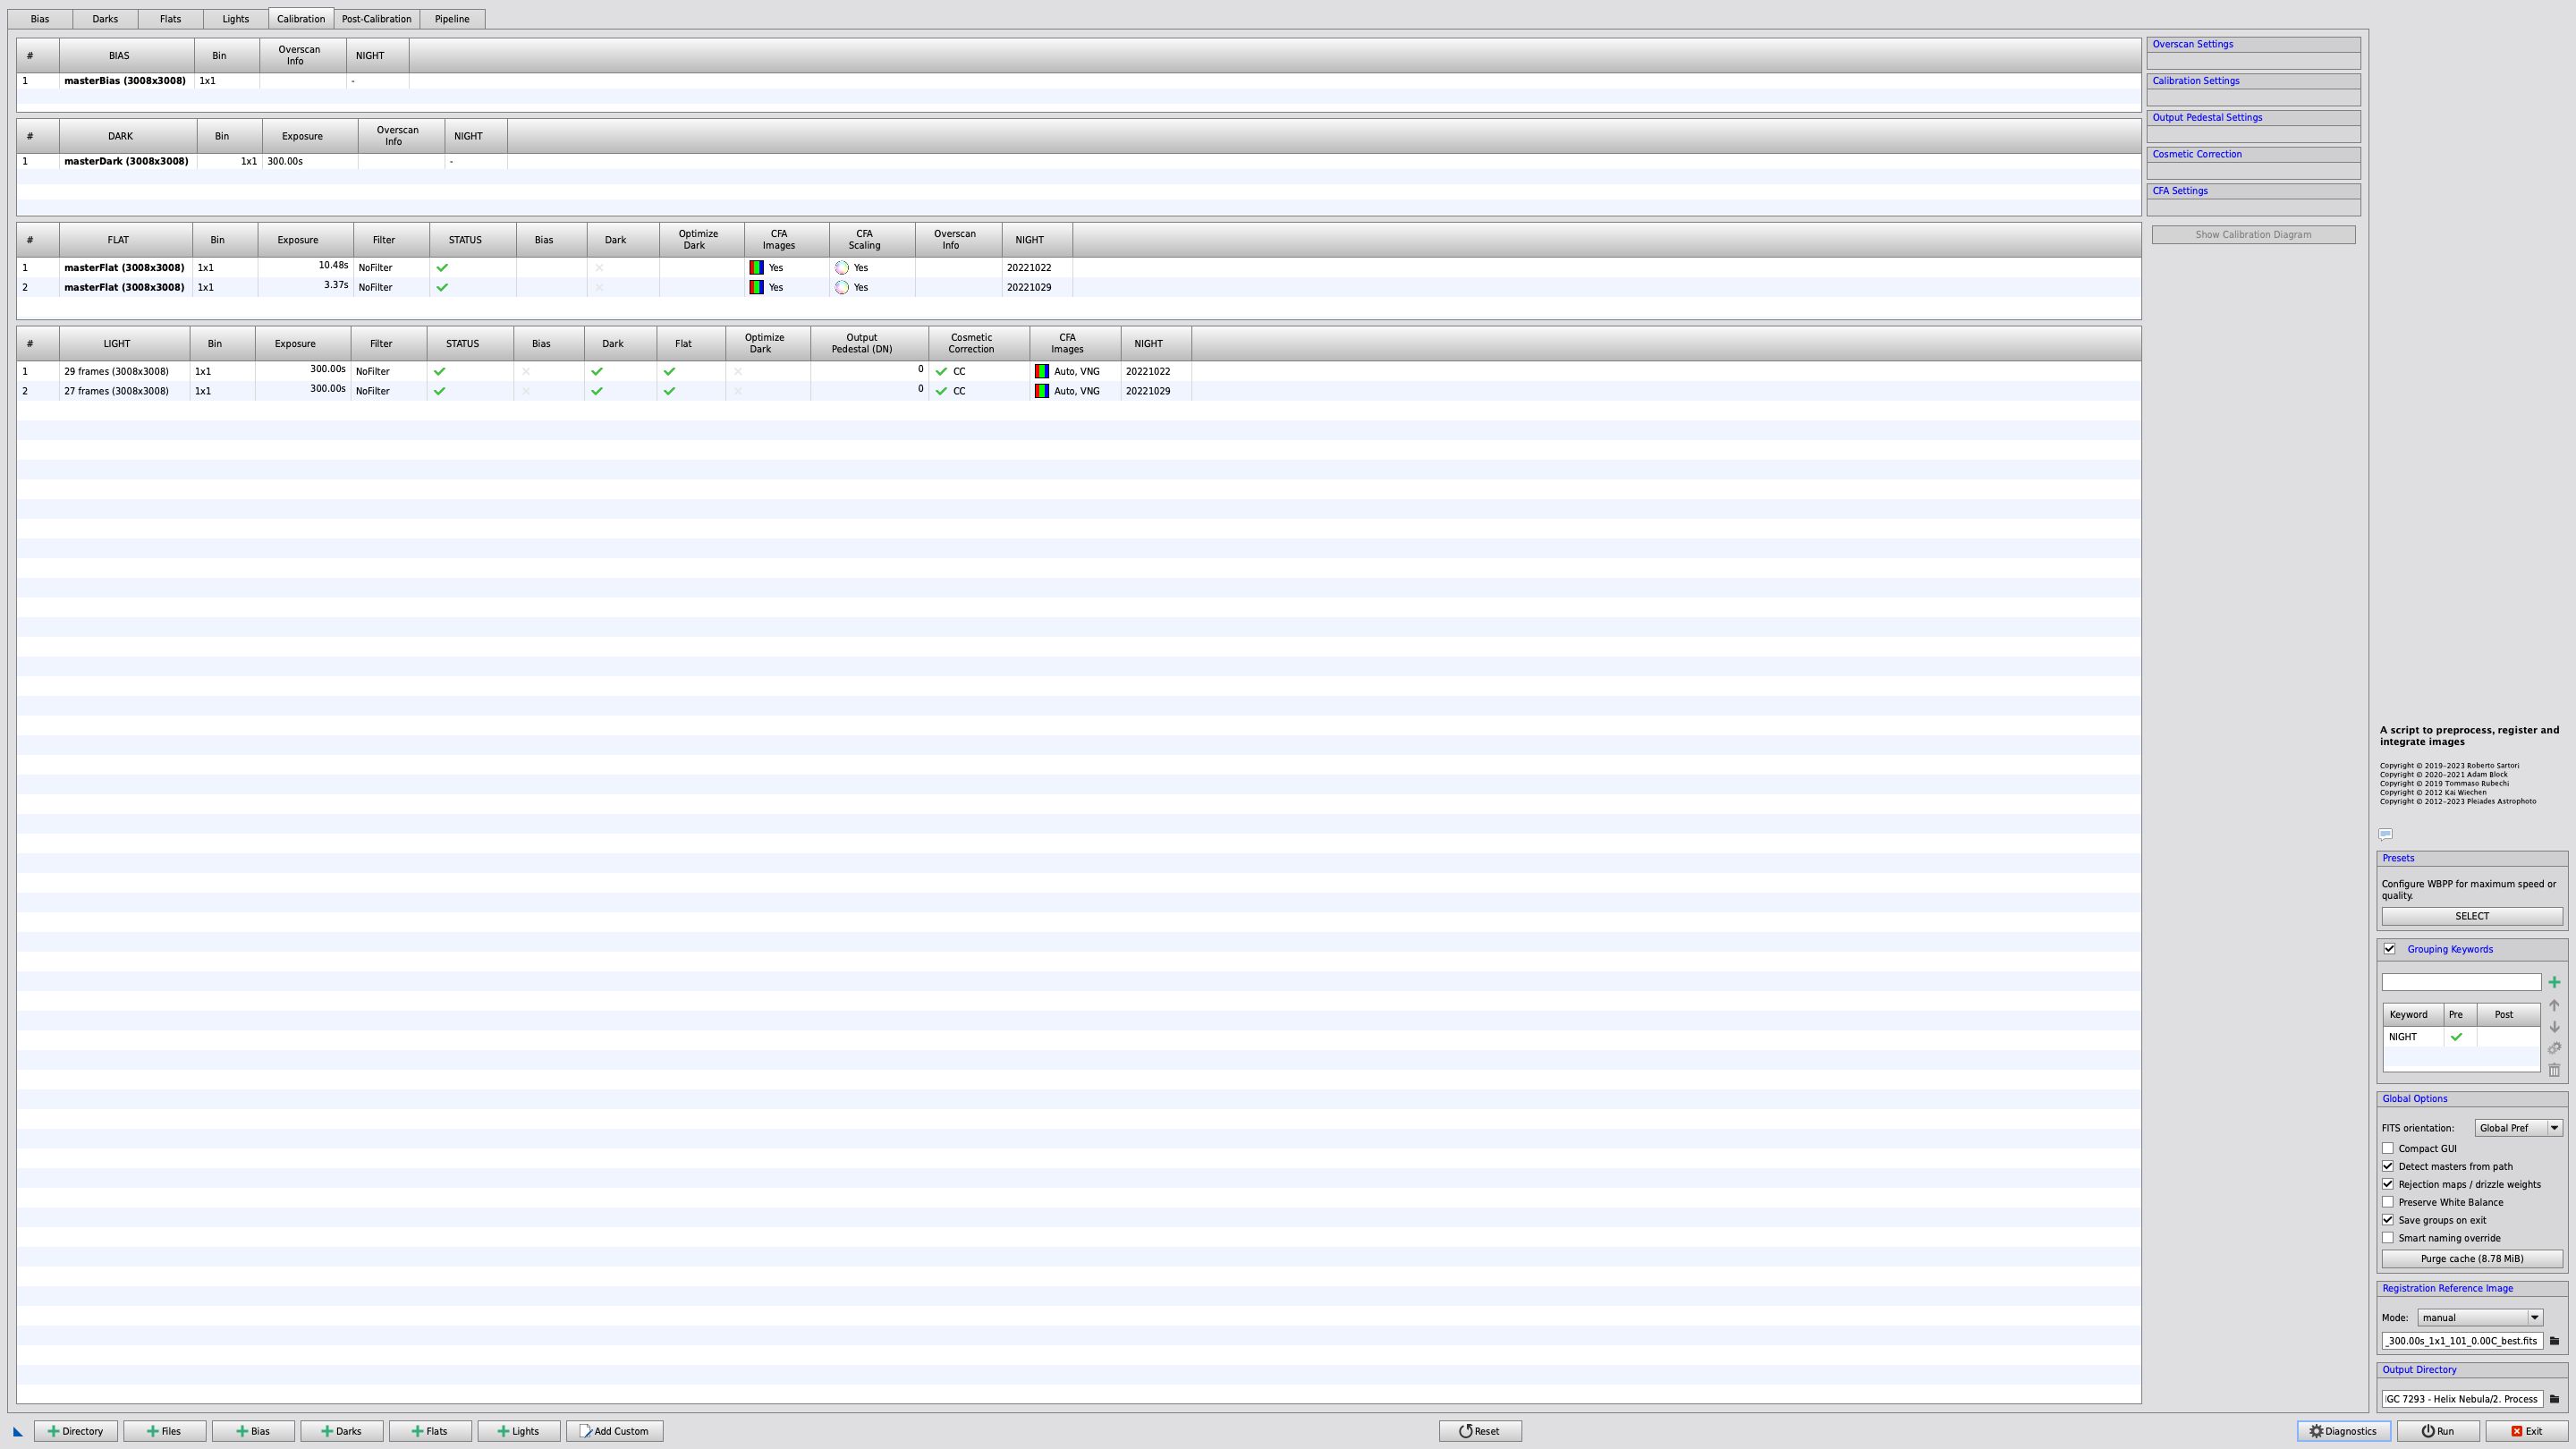 Bias Darks Flats Lights Calibration Post-Calibration Pipeline
# BIAS Bin Overscan Info NIGHT
1 masterBias (3008x3008) 1x1 -
# DARK Bin Exposure Overscan Info NIGHT
1 masterDark (3008x3008) 1x1 300.00s -
# FLAT Bin Exposure Filter STATUS Bias Dark Optimize Dark CFA Images CFA Scaling Overscan Info NIGHT
1 masterFlat (3008x3008) 1x1 10.48s NoFilter Yes Yes 20221022
2 masterFlat (3008x3008) 1x1 3.37s NoFilter Yes Yes 20221029
# LIGHT Bin Exposure Filter STATUS Bias Dark Flat Optimize Dark Output Pedestal (DN) Cosmetic Correction CFA Images NIGHT
1 29 frames (3008x3008) 1x1 300.00s NoFilter 0 CC Auto, VNG 20221022
2 27 frames (3008x3008) 1x1 300.00s NoFilter 0 CC Auto, VNG 20221029
Overscan Settings
Calibration Settings
Output Pedestal Settings
Cosmetic Correction
CFA Settings
Show Calibration Diagram
A script to preprocess, register and
integrate images
Copyright © 2019-2023 Roberto Sartori
Copyright © 2020-2021 Adam Block
Copyright © 2019 Tommaso Rubechi
Copyright © 2012 Kai Wiechen
Copyright © 2012-2023 Pleiades Astrophoto
Presets
Configure WBPP for maximum speed or
quality.
SELECT
Grouping Keywords
Keyword Pre Post
NIGHT
Global Options
FITS orientation: Global Pref
Compact GUI
Detect masters from path
Rejection maps / drizzle weights
Preserve White Balance
Save groups on exit
Smart naming override
Purge cache (8.78 MiB)
Registration Reference Image
Mode: manual
_300.00s_1x1_101_0.00C_best.fits
Output Directory
GC 7293 - Helix Nebula/2. Process
Directory Files Bias Darks Flats Lights Add Custom Reset Diagnostics Run Exit